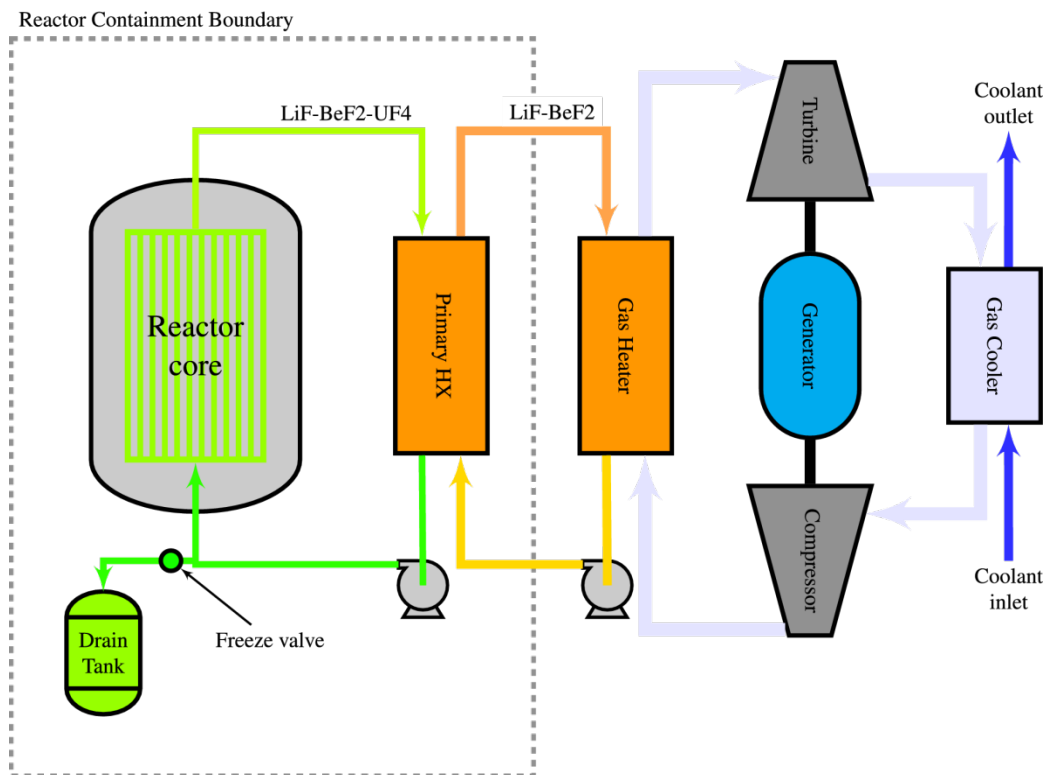 Reactor Containment Boundary
LiF-BeF2-UF4
LiF-BeF2
Turbine
Coolant
outlet
Reactor
core
Primary HX
Gas Heater
Generator
Gas Cooler
Compressor
Coolant
inlet
Freeze valve
Drain
Tank